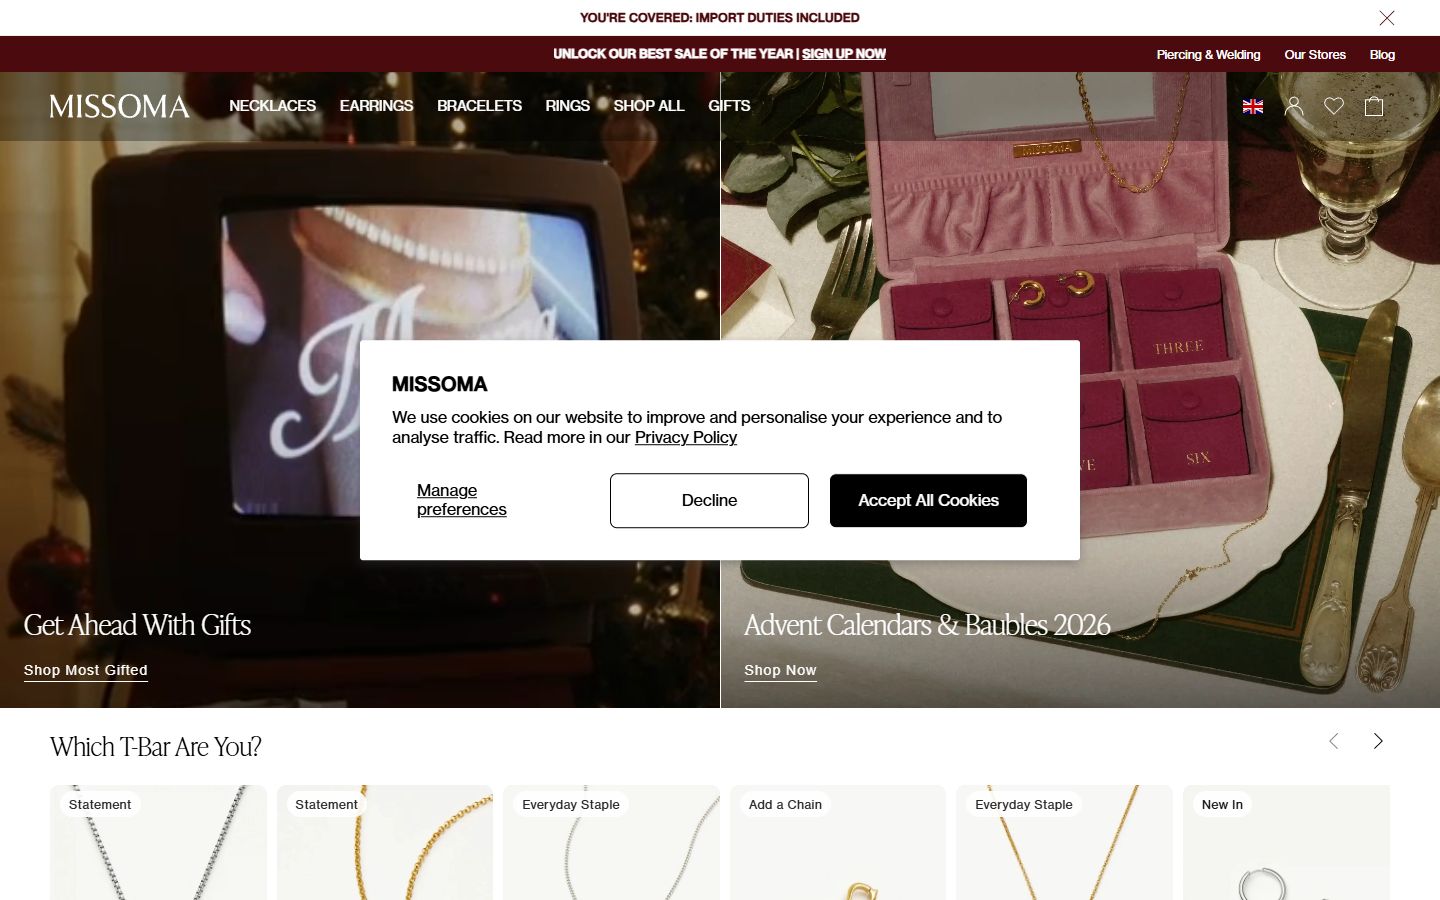 YOU'RE COVERED: IMPORT DUTIES INCLUDED
UNLOCK OUR BEST SALE OF THE YEAR | SIGN UP NOW
Piercing & Welding
Our Stores
Blog
MISSOMA
NECKLACES
EARRINGS
BRACELETS
RINGS
SHOP ALL
GIFTS
MISSOMA
THREE
SIX
MISSOMA
We use cookies on our website to improve and personalise your experience and to
analyse traffic. Read more in our Privacy Policy
Manage
preferences
Decline
Accept All Cookies
Get Ahead With Gifts
Shop Most Gifted
Advent Calendars & Baubles 2026
Shop Now
Which T-Bar Are You?
Statement
Statement
Everyday Staple
Add a Chain
Everyday Staple
New In